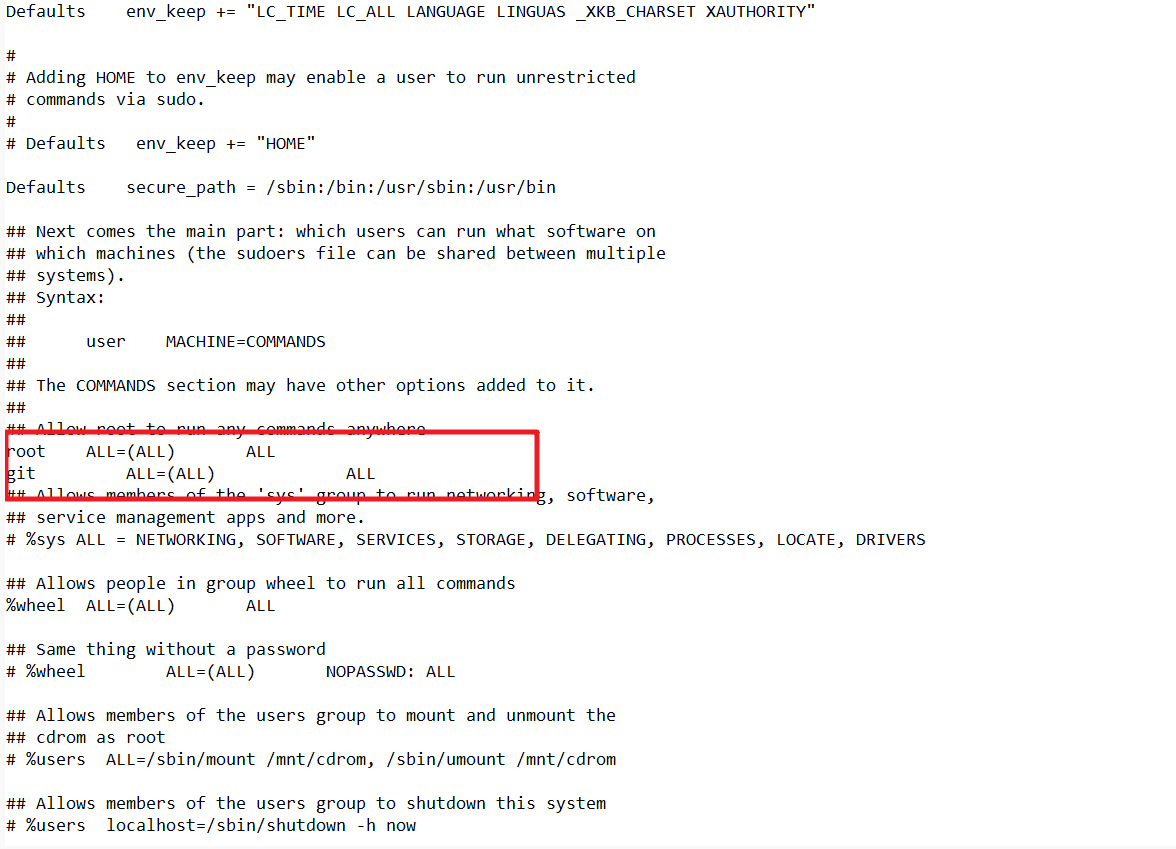 Defaults    env_keep += "LC_TIME LC_ALL LANGUAGE LINGUAS _XKB_CHARSET XAUTHORITY"
#
# Adding HOME to env_keep may enable a user to run unrestricted
# commands via sudo.
#
# Defaults   env_keep += "HOME"
Defaults    secure_path = /sbin:/bin:/usr/sbin:/usr/bin
## Next comes the main part: which users can run what software on
## which machines (the sudoers file can be shared between multiple
## systems).
## Syntax:
##
##      user    MACHINE=COMMANDS
##
## The COMMANDS section may have other options added to it.
##
## Allow root to run any commands anywhere
root    ALL=(ALL)       ALL
git         ALL=(ALL)             ALL
## Allows members of the 'sys' group to run networking, software,
## service management apps and more.
# %sys ALL = NETWORKING, SOFTWARE, SERVICES, STORAGE, DELEGATING, PROCESSES, LOCATE, DRIVERS
## Allows people in group wheel to run all commands
%wheel  ALL=(ALL)       ALL
## Same thing without a password
# %wheel        ALL=(ALL)       NOPASSWD: ALL
## Allows members of the users group to mount and unmount the
## cdrom as root
# %users  ALL=/sbin/mount /mnt/cdrom, /sbin/umount /mnt/cdrom
## Allows members of the users group to shutdown this system
# %users  localhost=/sbin/shutdown -h now